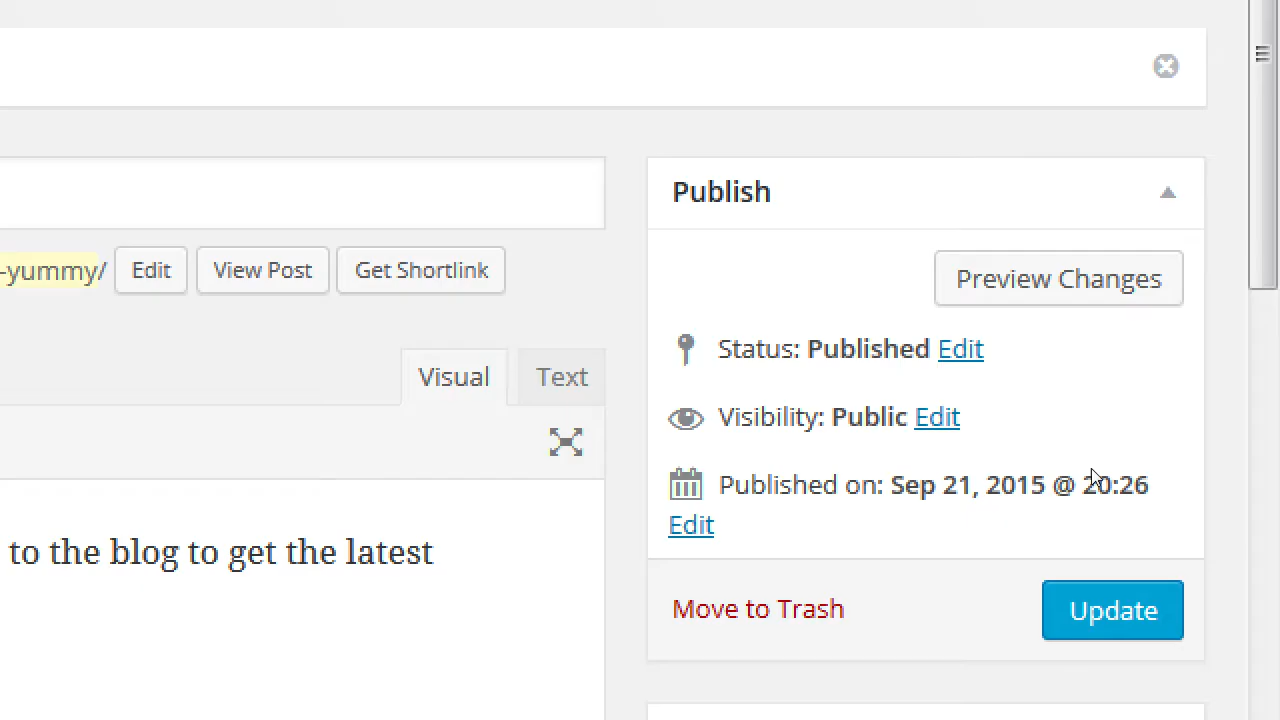 Publish
Preview Changes
-yummy/ Edit View Post Get Shortlink
Status: Published Edit
Visual Text
Visibility: Public Edit
Published on: Sep 21, 2015 @ 20:26
Edit
to the blog to get the latest
Move to Trash Update